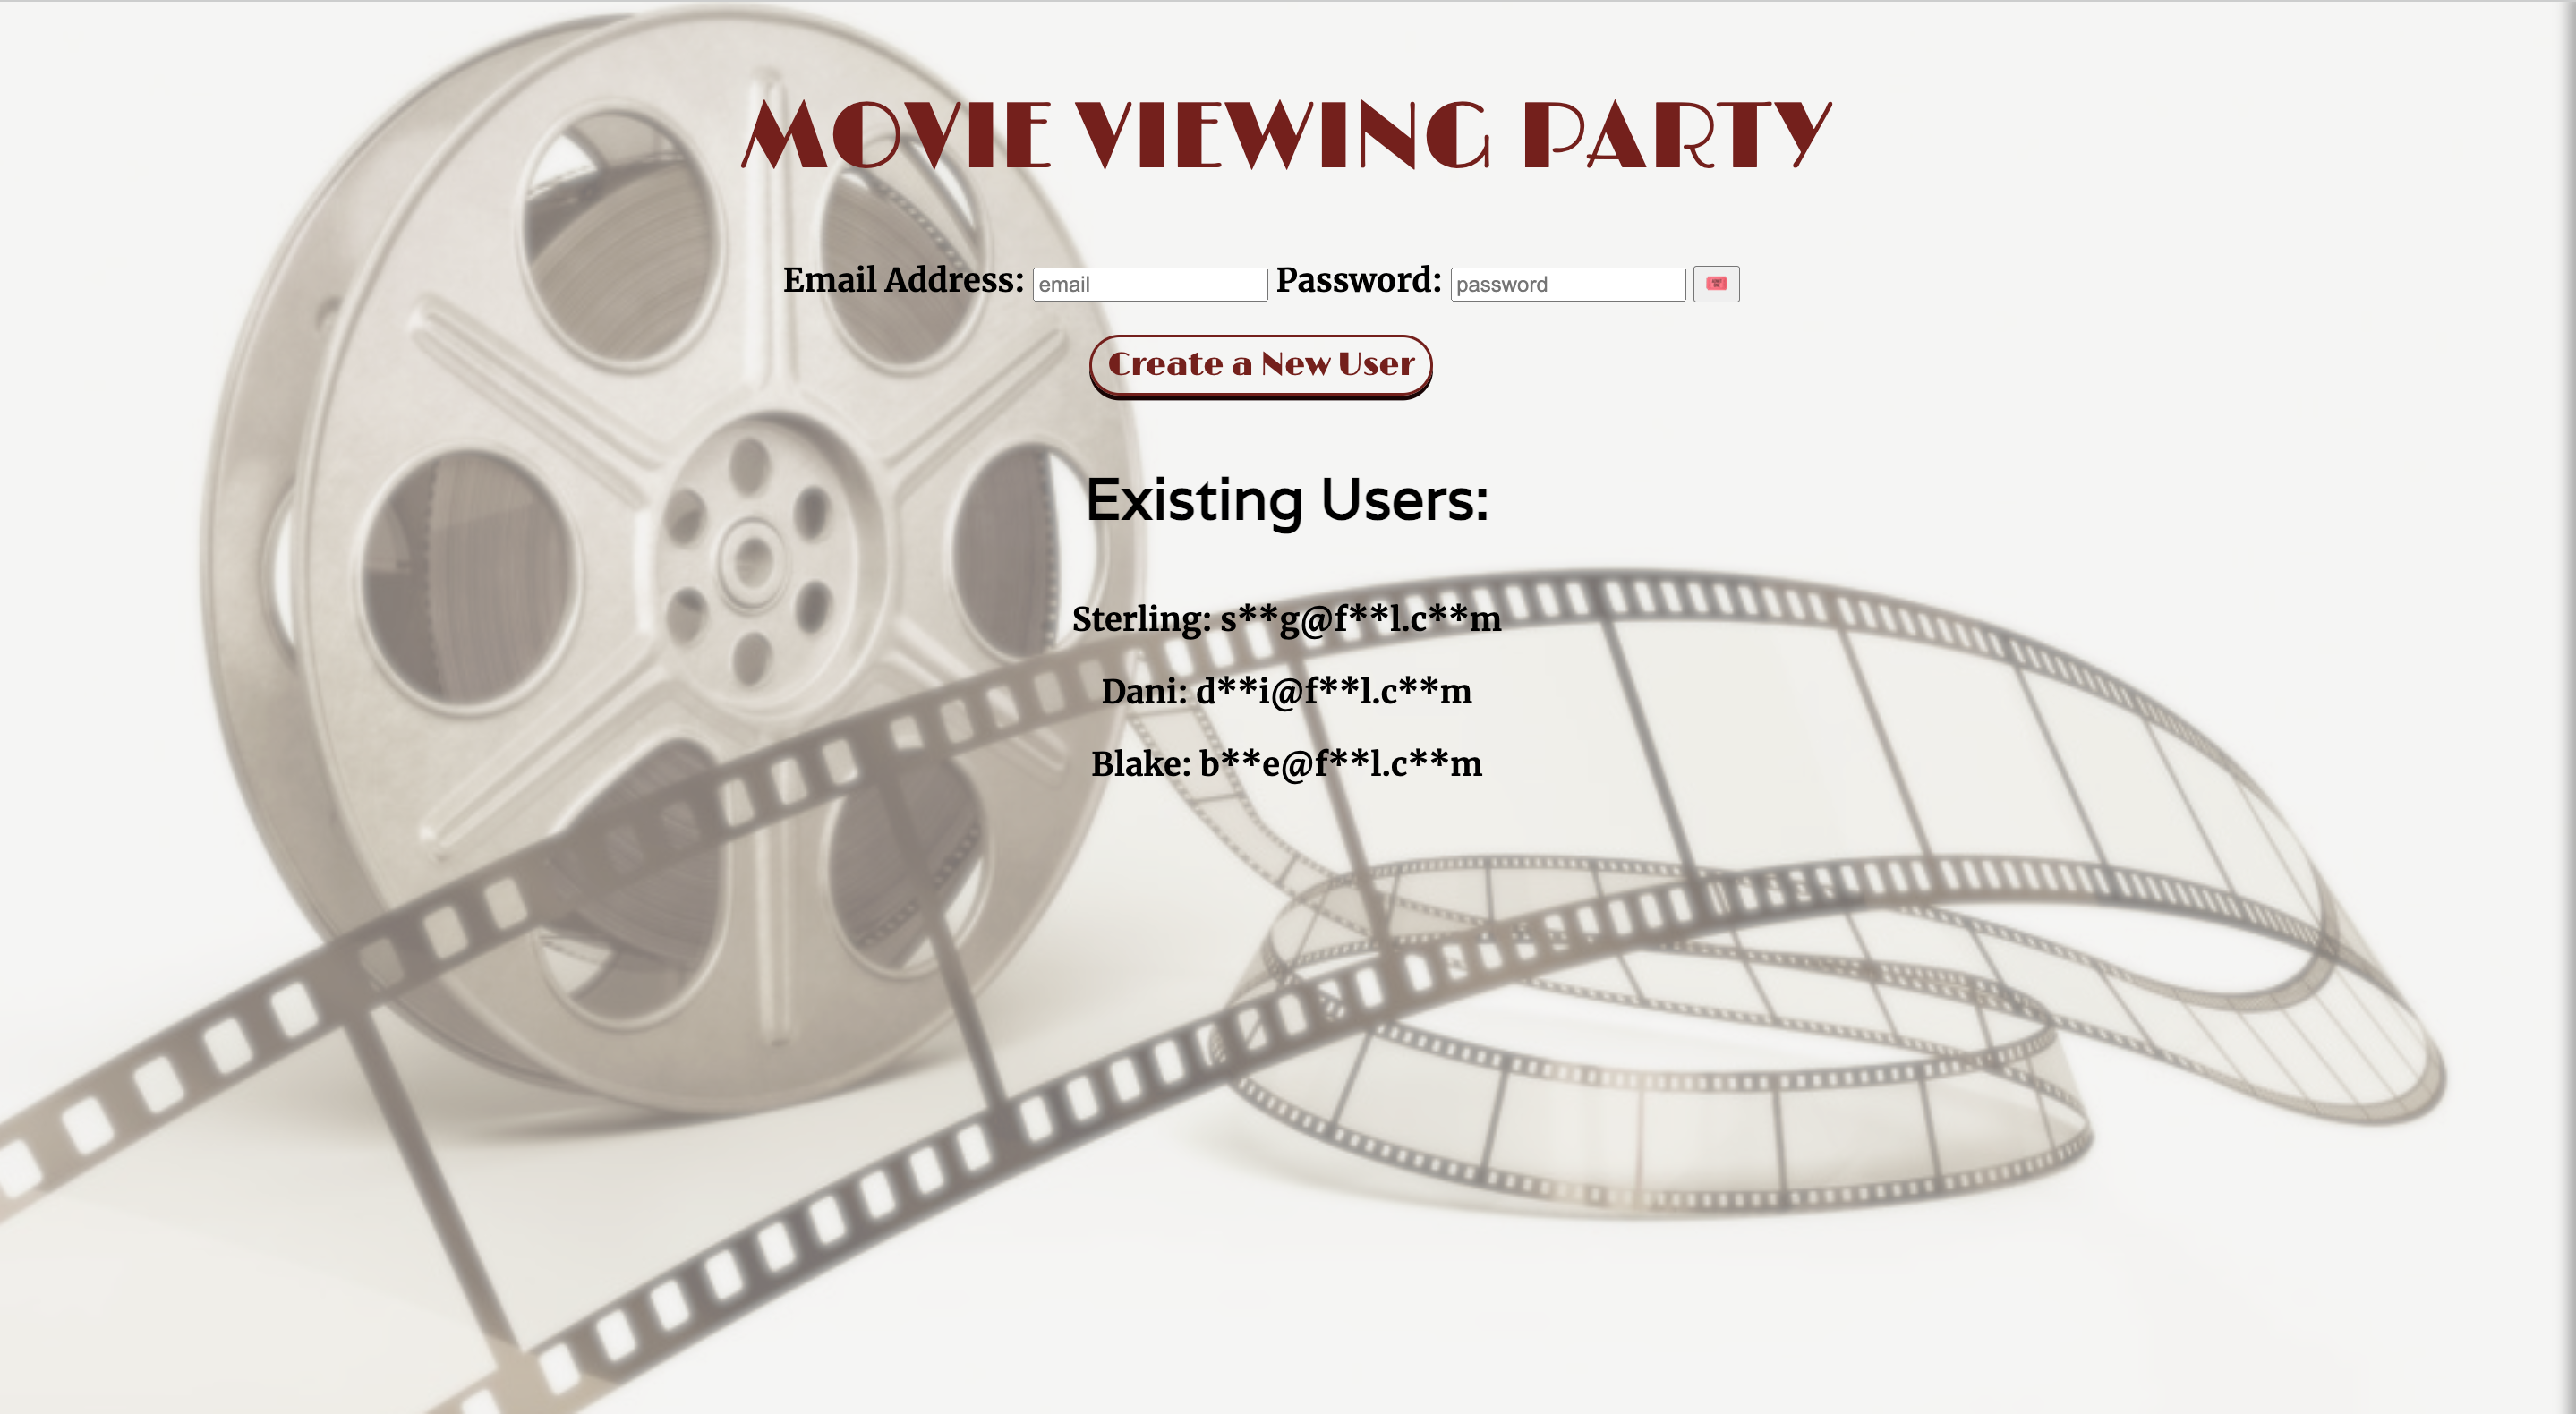 MOVIE VIEWING PARTY
Email Address: email Password: password
Create a New User
Existing Users:
Sterling: s**g@f**l.c**m
Dani: d**i@f**l.c**m
Blake: b**e@f**l.c**m